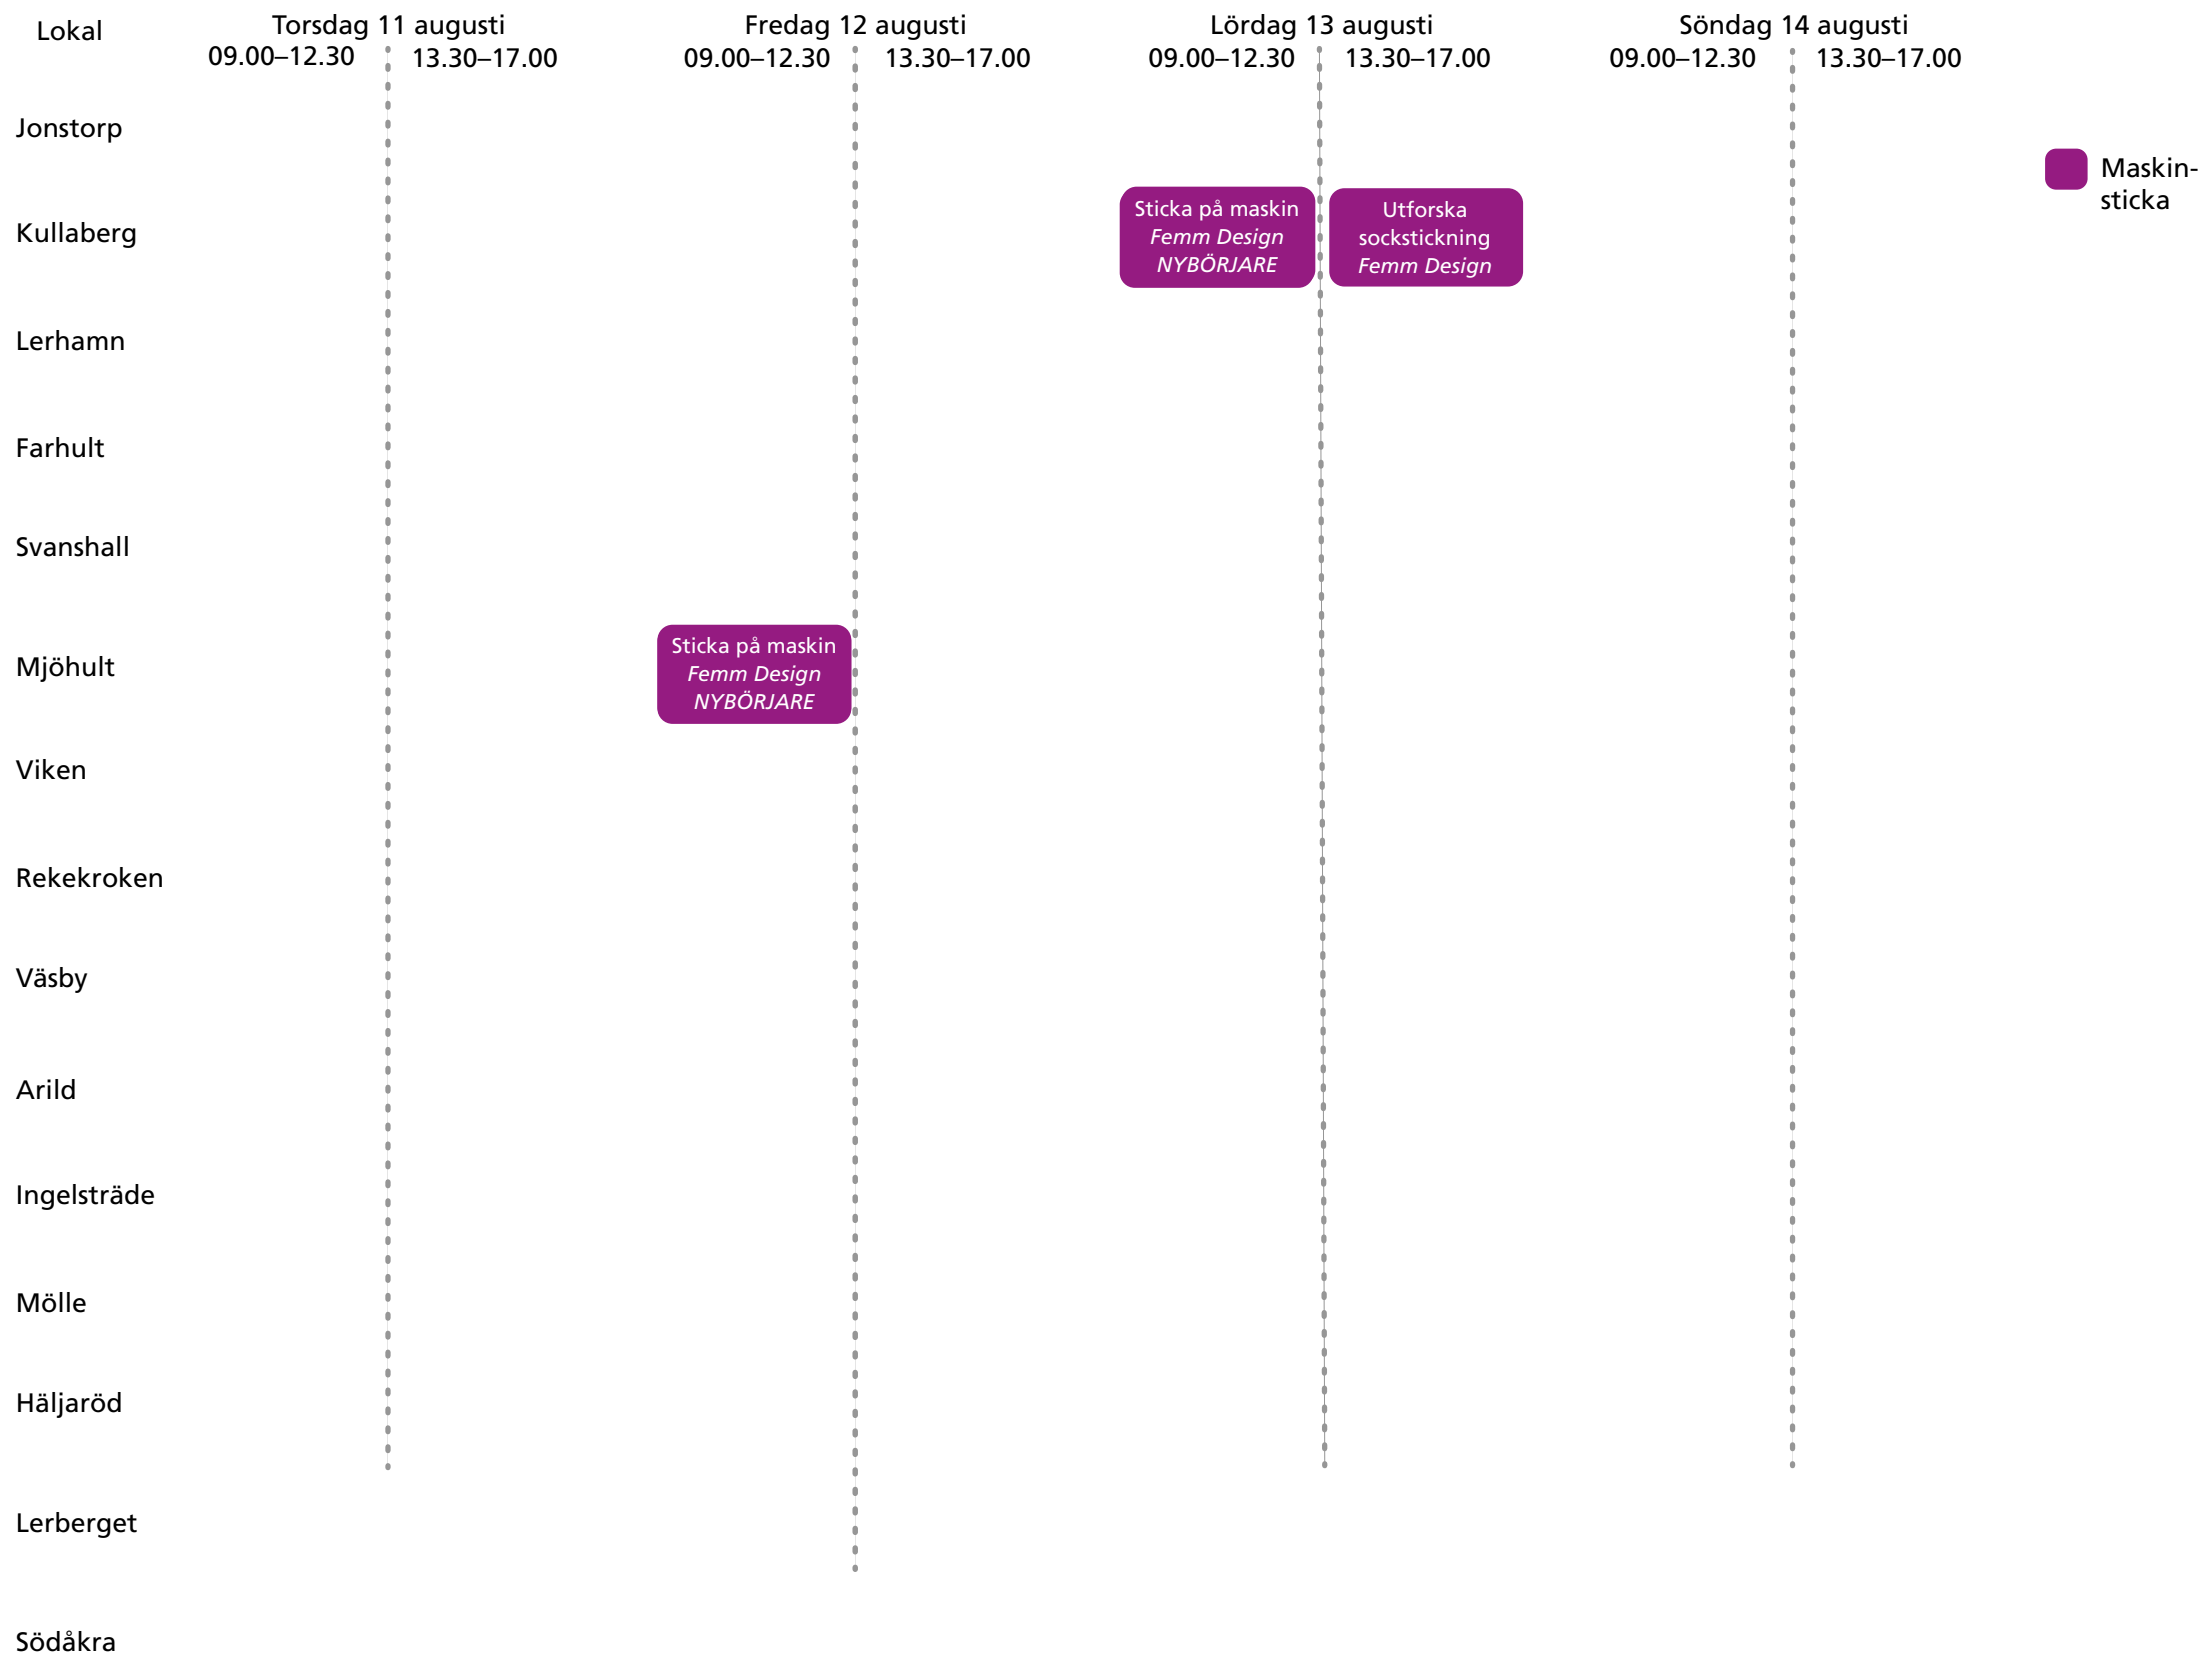 Lokal
Torsdag 11 augusti
09.00–12.30 13.30–17.00
Fredag 12 augusti
09.00–12.30 13.30–17.00
Lördag 13 augusti
09.00–12.30 13.30–17.00
Söndag 14 augusti
09.00–12.30 13.30–17.00
Jonstorp
Maskin-
sticka
Kullaberg
Sticka på maskin
Femm Design
NYBÖRJARE
Utforska
sockstickning
Femm Design
Lerhamn
Farhult
Svanshall
Mjöhult
Sticka på maskin
Femm Design
NYBÖRJARE
Viken
Rekekroken
Väsby
Arild
Ingelsträde
Mölle
Häljaröd
Lerberget
Södåkra